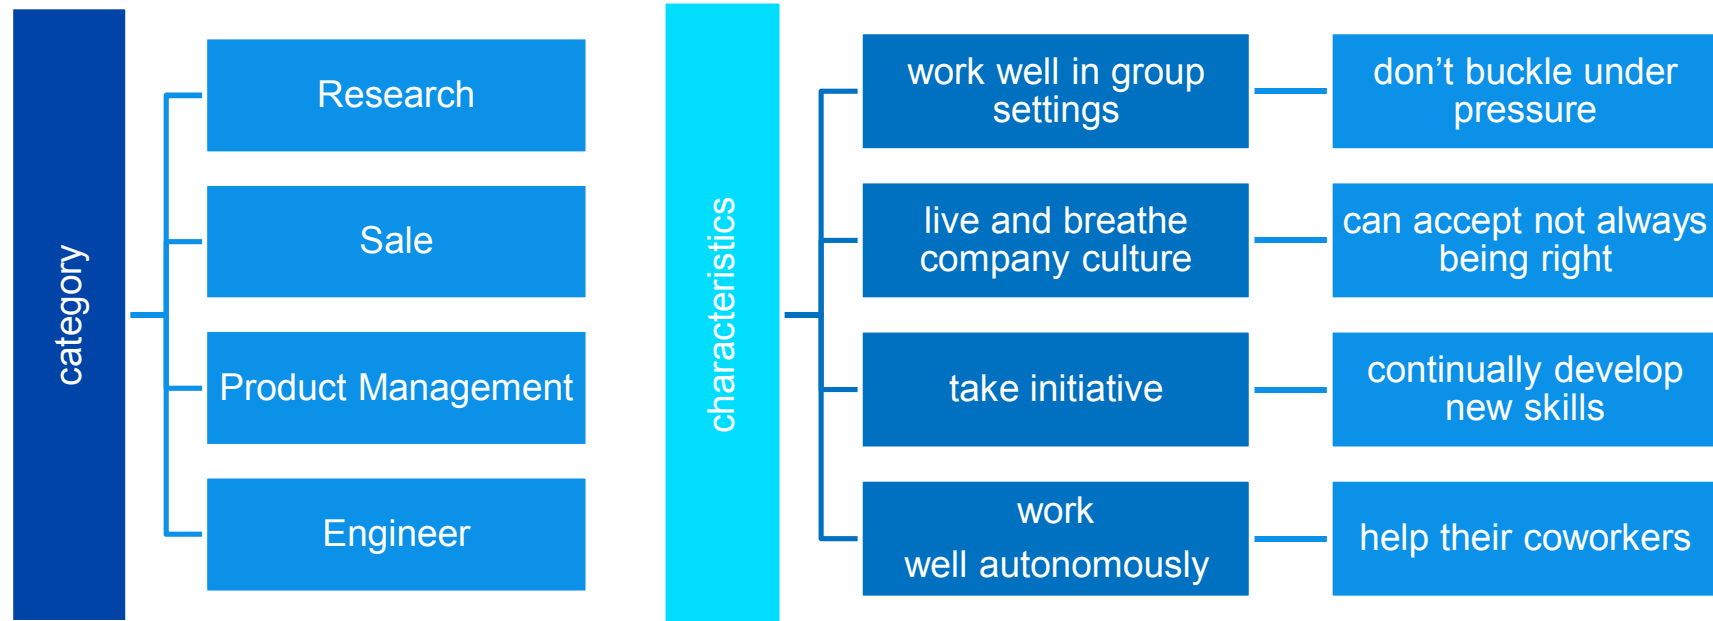 category
Research
Sale
Product Management
Engineer
characteristics
work well in group
settings
don’t buckle under
pressure
live and breathe
company culture
can accept not always
being right
take initiative
continually develop
new skills
work
well autonomously
help their coworkers